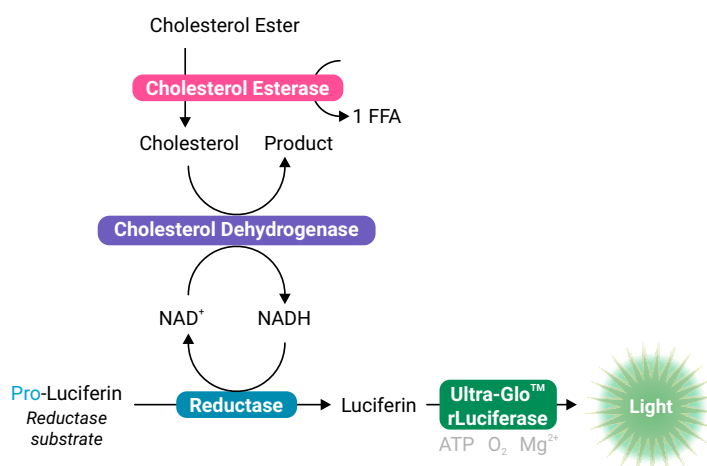 Cholesterol Ester
Cholesterol Esterase
1 FFA
Cholesterol
Product
Cholesterol Dehydrogenase
NAD⁺
NADH
Pro-Luciferin
Reductase
substrate
Reductase
Luciferin
Ultra-Glo™
rLuciferase
ATP O₂ Mg²⁺
Light